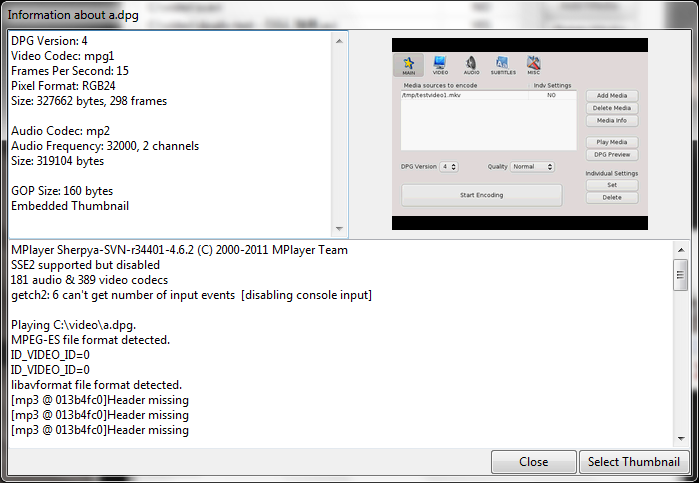 Information about a.dpg
DPG Version: 4
Video Codec: mpg1
Frames Per Second: 15
Pixel Format: RGB24
Size: 327662 bytes, 298 frames
Audio Codec: mp2
Audio Frequency: 32000, 2 channels
Size: 319104 bytes
GOP Size: 160 bytes
Embedded Thumbnail
MAIN VIDEO AUDIO SUBTITLES MISC
Media sources to encode Indv Settings
/tmp/testvideo1.mkv NO
Add Media
Delete Media
Media Info
Play Media
DPG Preview
DPG Version 4 Quality Normal
Individual Settings
Set
Start Encoding
Delete
MPlayer Sherpya-SVN-r34401-4.6.2 (C) 2000-2011 MPlayer Team
SSE2 supported but disabled
181 audio & 389 video codecs
getch2: 6 can't get number of input events [disabling console input]
Playing C:\video\a.dpg.
MPEG-ES file format detected.
ID_VIDEO_ID=0
ID_VIDEO_ID=0
libavformat file format detected.
[mp3 @ 013b4fc0]Header missing
[mp3 @ 013b4fc0]Header missing
[mp3 @ 013b4fc0]Header missing
Close Select Thumbnail